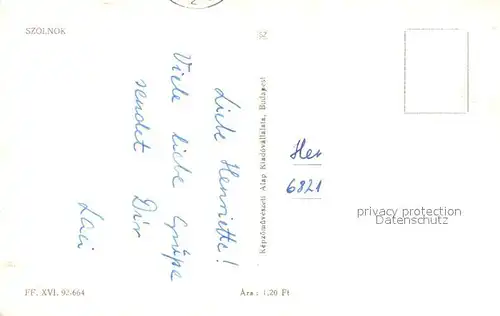 SZOLNOK
Liebe Henriette!
Viele liebe Grüße
sendet Dir
Laci
Képzőművészeti Alap Kiadóvállalata, Budapest
Her
6821
privacy protection
Datenschutz
FF. XVI. 92-664
Ára: 1,20 Ft